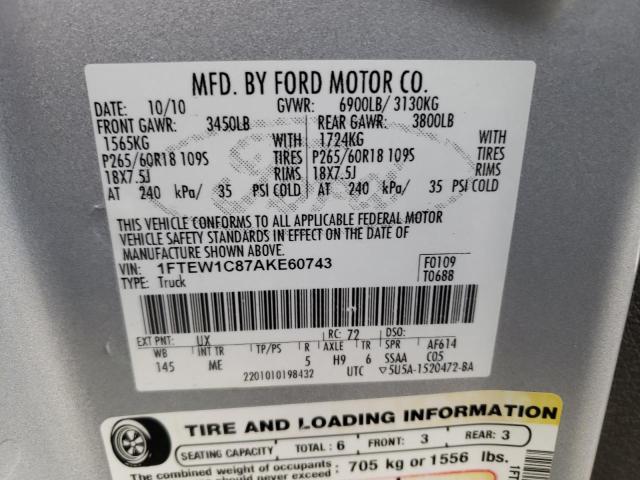 MFD. BY FORD MOTOR CO.
DATE: 10/10 GVWR: 6900LB/ 3130KG
FRONT GAWR: 3450LB REAR GAWR: 3800LB
1565KG WITH 1724KG WITH
P265/60R18 109S TIRES P265/60R18 109S TIRES
18X7.5J RIMS 18X7.5J RIMS
AT 240 kPa/ 35 PSI COLD AT 240 kPa/ 35 PSI COLD
THIS VEHICLE CONFORMS TO ALL APPLICABLE FEDERAL MOTOR
VEHICLE SAFETY STANDARDS IN EFFECT ON THE DATE OF
MANUFACTURE SHOWN ABOVE.
VIN: 1FTEW1C87AKE60743 F0109
TYPE: Truck T0688
EXT PNT: UX RC: 72 DSO:
WB INT TR TP/PS R AXLE TR SPR AF614
145 ME 5 H9 6 SSAA C05
2201010198432 UTC ▽5U5A-1520472-BA
TIRE AND LOADING INFORMATION
SEATING CAPACITY TOTAL: 6 FRONT: 3 REAR: 3
The combined weight of occupants 705 kg or 1556 lbs.
1FT